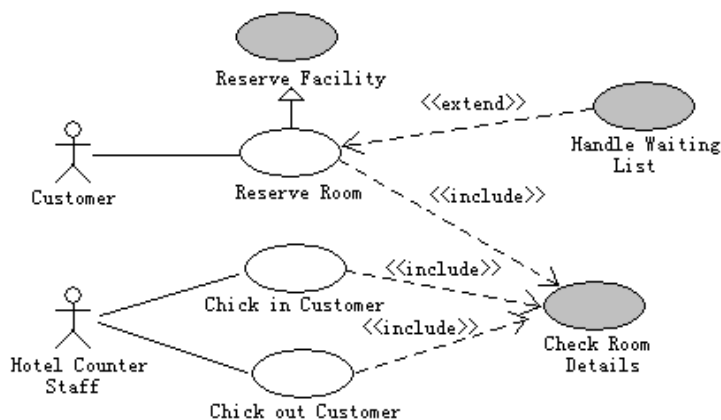 Reserve Facility
<<extend>>
Handle Waiting
List
Customer
Reserve Room
<<include>>
<<include>>
Chick in Customer
<<include>>
Hotel Counter
Staff
Check Room
Details
Chick out Customer